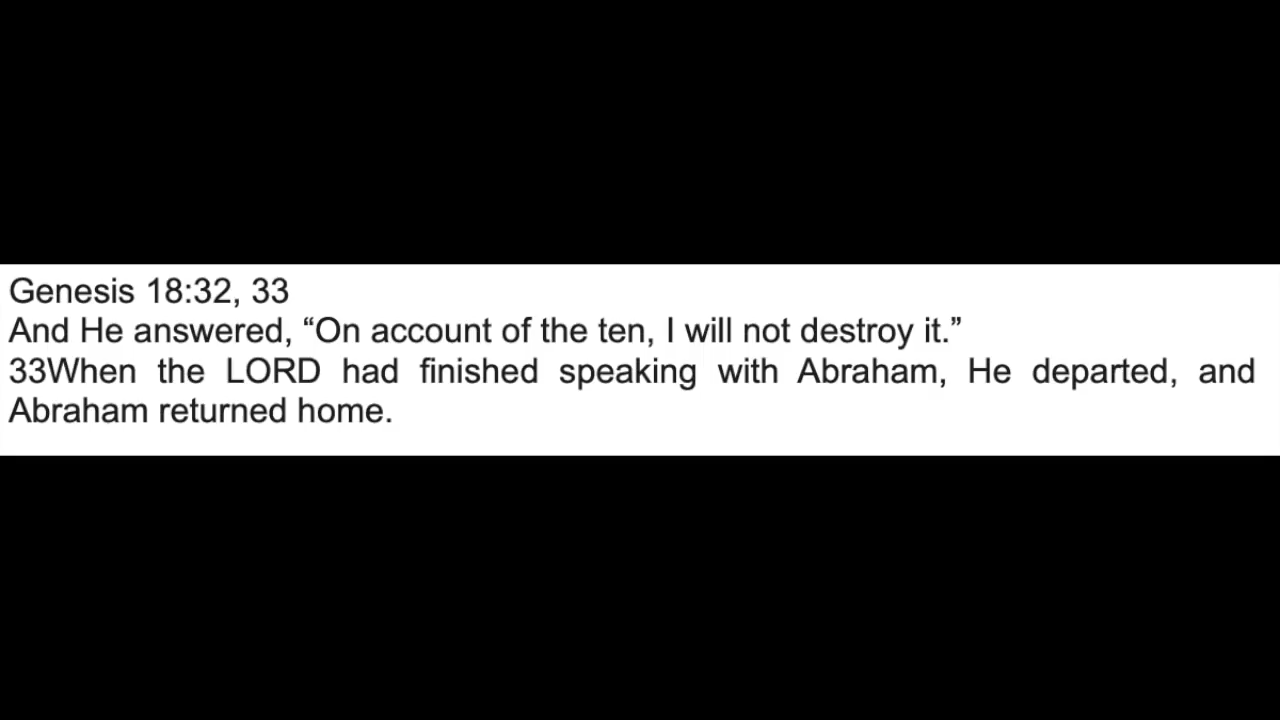 Genesis 18:32, 33
And He answered, “On account of the ten, I will not destroy it.”
33When the LORD had finished speaking with Abraham, He departed, and
Abraham returned home.